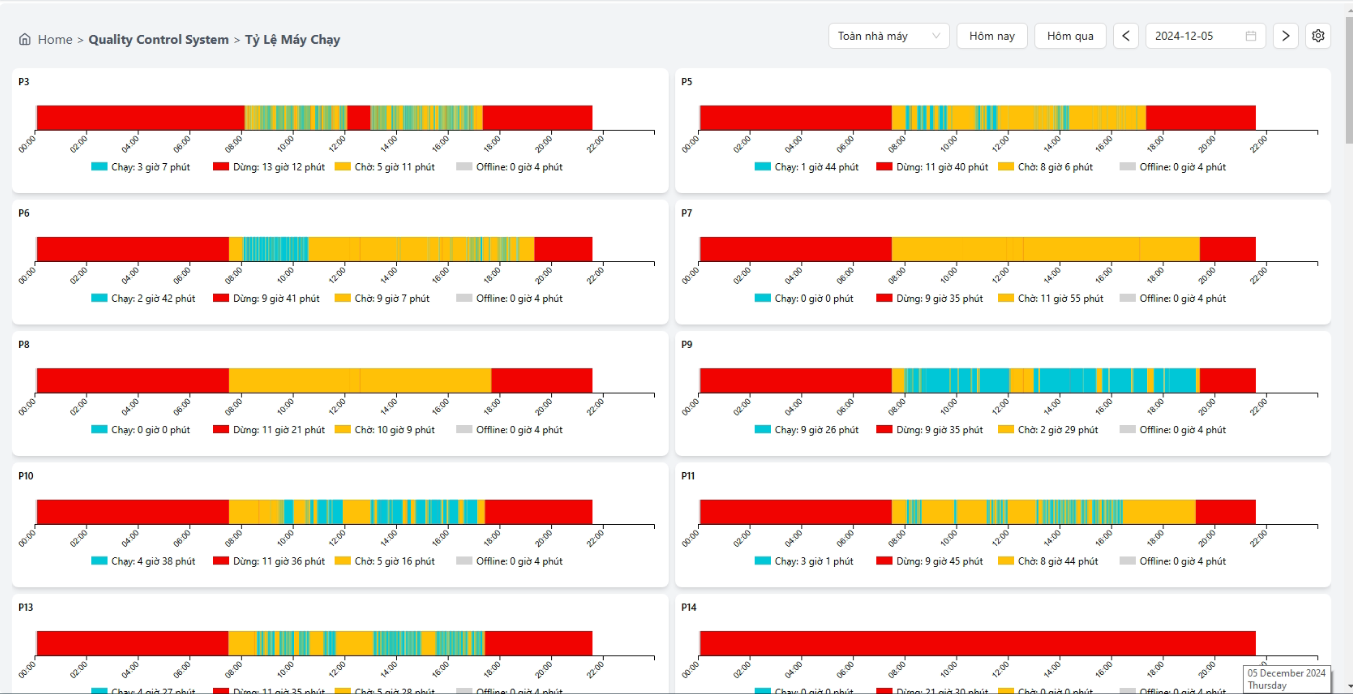 Home > Quality Control System > Tỷ Lệ Máy Chạy
Toàn nhà máy Hôm nay Hôm qua 2024-12-05
P3
00:00 02:00 04:00 06:00 08:00 10:00 12:00 14:00 16:00 18:00 20:00 22:00
Chạy: 3 giờ 7 phút Dừng: 13 giờ 12 phút Chờ: 5 giờ 11 phút Offline: 0 giờ 4 phút
P5
00:00 02:00 04:00 06:00 08:00 10:00 12:00 14:00 16:00 18:00 20:00 22:00
Chạy: 1 giờ 44 phút Dừng: 11 giờ 40 phút Chờ: 8 giờ 6 phút Offline: 0 giờ 4 phút
P6
00:00 02:00 04:00 06:00 08:00 10:00 12:00 14:00 16:00 18:00 20:00 22:00
Chạy: 2 giờ 42 phút Dừng: 9 giờ 41 phút Chờ: 9 giờ 7 phút Offline: 0 giờ 4 phút
P7
00:00 02:00 04:00 06:00 08:00 10:00 12:00 14:00 16:00 18:00 20:00 22:00
Chạy: 0 giờ 0 phút Dừng: 9 giờ 35 phút Chờ: 11 giờ 55 phút Offline: 0 giờ 4 phút
P8
00:00 02:00 04:00 06:00 08:00 10:00 12:00 14:00 16:00 18:00 20:00 22:00
Chạy: 0 giờ 0 phút Dừng: 11 giờ 21 phút Chờ: 10 giờ 9 phút Offline: 0 giờ 4 phút
P9
00:00 02:00 04:00 06:00 08:00 10:00 12:00 14:00 16:00 18:00 20:00 22:00
Chạy: 9 giờ 26 phút Dừng: 9 giờ 35 phút Chờ: 2 giờ 29 phút Offline: 0 giờ 4 phút
P10
00:00 02:00 04:00 06:00 08:00 10:00 12:00 14:00 16:00 18:00 20:00 22:00
Chạy: 4 giờ 38 phút Dừng: 11 giờ 36 phút Chờ: 5 giờ 16 phút Offline: 0 giờ 4 phút
P11
00:00 02:00 04:00 06:00 08:00 10:00 12:00 14:00 16:00 18:00 20:00 22:00
Chạy: 3 giờ 1 phút Dừng: 9 giờ 45 phút Chờ: 8 giờ 44 phút Offline: 0 giờ 4 phút
P13
00:00 02:00 04:00 06:00 08:00 10:00 12:00 14:00 16:00 18:00 20:00 22:00
Chạy: 4 giờ 27 phút Dừng: 11 giờ 35 phút Chờ: 5 giờ 28 phút Offline: 0 giờ 4 phút
P14
00:00 02:00 04:00 06:00 08:00 10:00 12:00 14:00 16:00 18:00 20:00 22:00
Chạy: 0 giờ 0 phút Dừng: 21 giờ 30 phút Chờ: 0 giờ 0 phút Offline: 0 giờ 4 phút
05 December 2024
Thursday